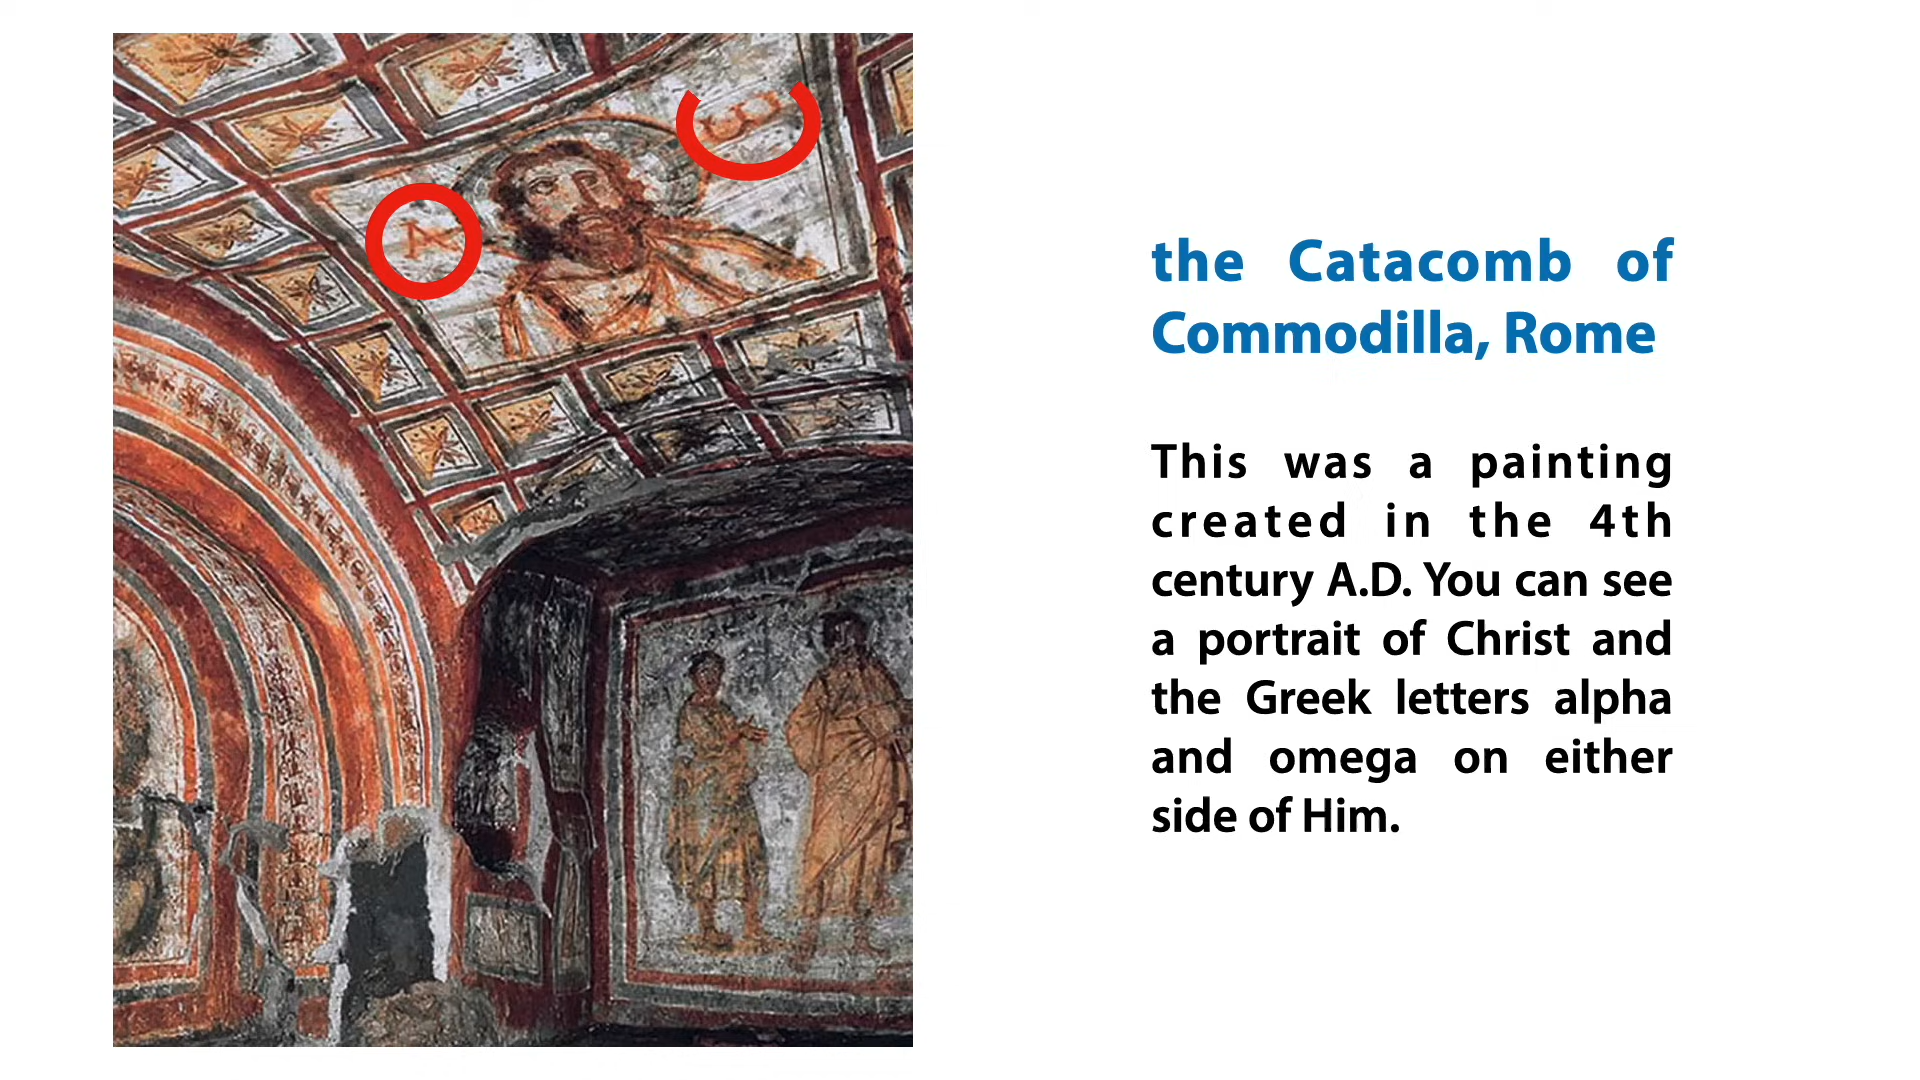 Α
ω
the Catacomb of
Commodilla, Rome
This was a painting
created in the 4th
century A.D. You can see
a portrait of Christ and
the Greek letters alpha
and omega on either
side of Him.